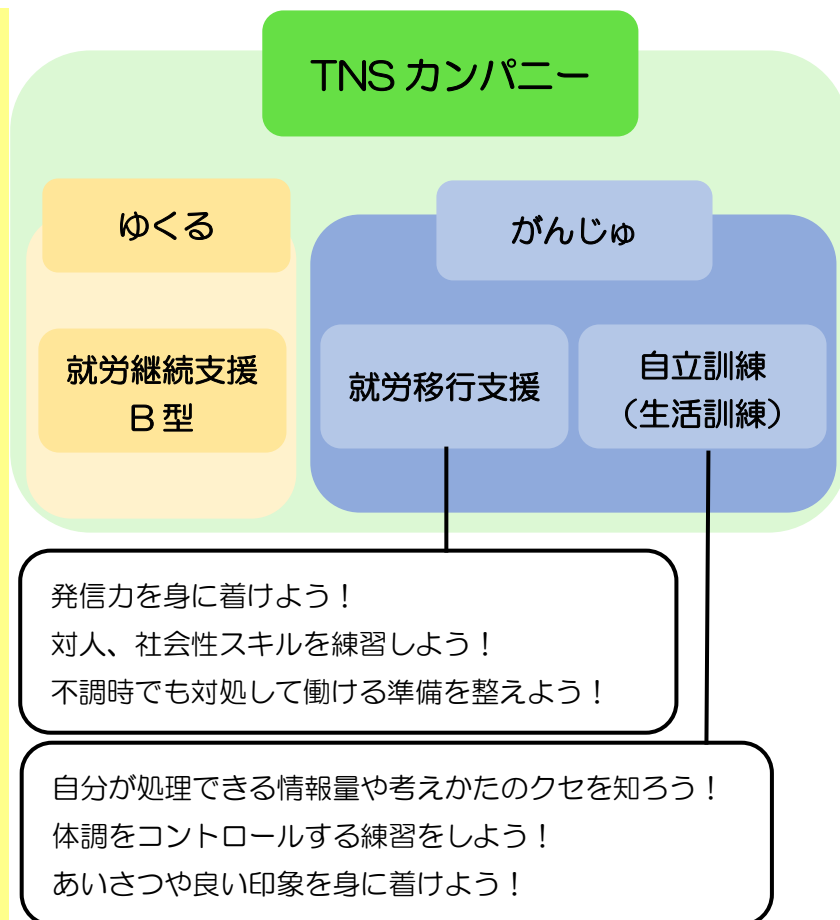 TNS カンパニー
ゆくる
がんじゅ
就労継続支援
B 型
就労移行支援
自立訓練
（生活訓練）
発信力を身に着けよう！
対人、社会性スキルを練習しよう！
不調時でも対処して働ける準備を整えよう！
自分が処理できる情報量や考えかたのクセを知ろう！
体調をコントロールする練習をしよう！
あいさつや良い印象を身に着けよう！